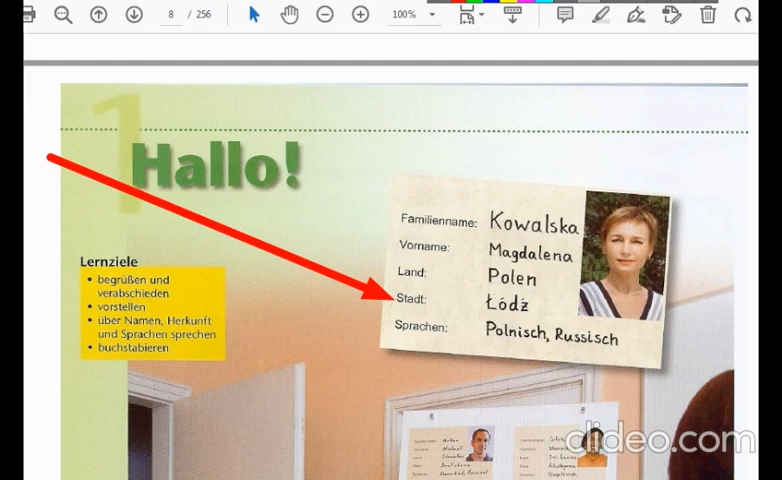 8 / 256
100%
1
Hallo!
Familienname: Kowalska
Vorname: Magdalena
Land: Polen
Stadt: Łódź
Sprachen: Polnisch, Russisch
Lernziele
• begrüßen und
verabschieden
• vorstellen
• über Namen, Herkunft
und Sprachen sprechen
• buchstabieren
clideo.com